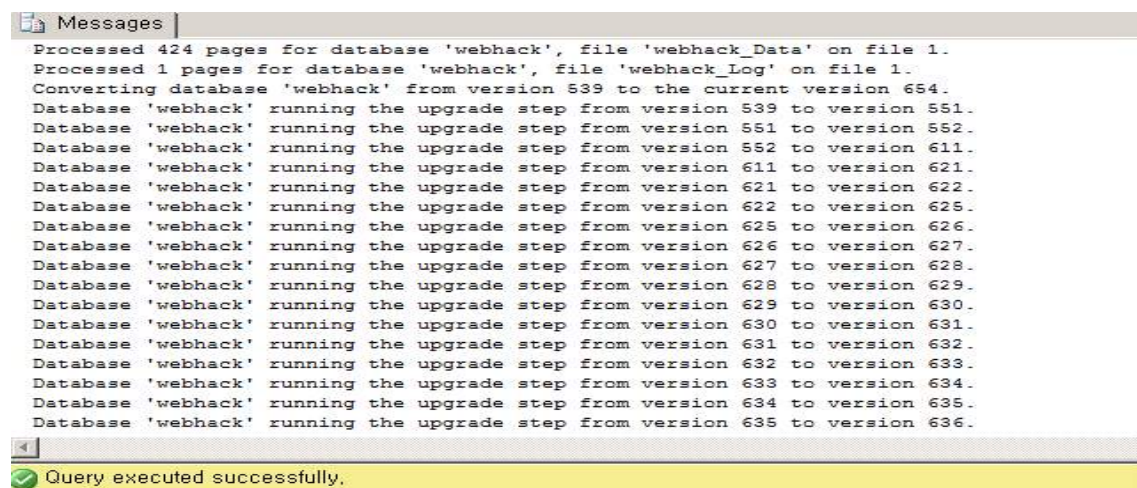 Messages
Processed 424 pages for database 'webhack', file 'webhack_Data' on file 1.
Processed 1 pages for database 'webhack', file 'webhack_Log' on file 1.
Converting database 'webhack' from version 539 to the current version 654.
Database 'webhack' running the upgrade step from version 539 to version 551.
Database 'webhack' running the upgrade step from version 551 to version 552.
Database 'webhack' running the upgrade step from version 552 to version 611.
Database 'webhack' running the upgrade step from version 611 to version 621.
Database 'webhack' running the upgrade step from version 621 to version 622.
Database 'webhack' running the upgrade step from version 622 to version 625.
Database 'webhack' running the upgrade step from version 625 to version 626.
Database 'webhack' running the upgrade step from version 626 to version 627.
Database 'webhack' running the upgrade step from version 627 to version 628.
Database 'webhack' running the upgrade step from version 628 to version 629.
Database 'webhack' running the upgrade step from version 629 to version 630.
Database 'webhack' running the upgrade step from version 630 to version 631.
Database 'webhack' running the upgrade step from version 631 to version 632.
Database 'webhack' running the upgrade step from version 632 to version 633.
Database 'webhack' running the upgrade step from version 633 to version 634.
Database 'webhack' running the upgrade step from version 634 to version 635.
Database 'webhack' running the upgrade step from version 635 to version 636.
Query executed successfully.